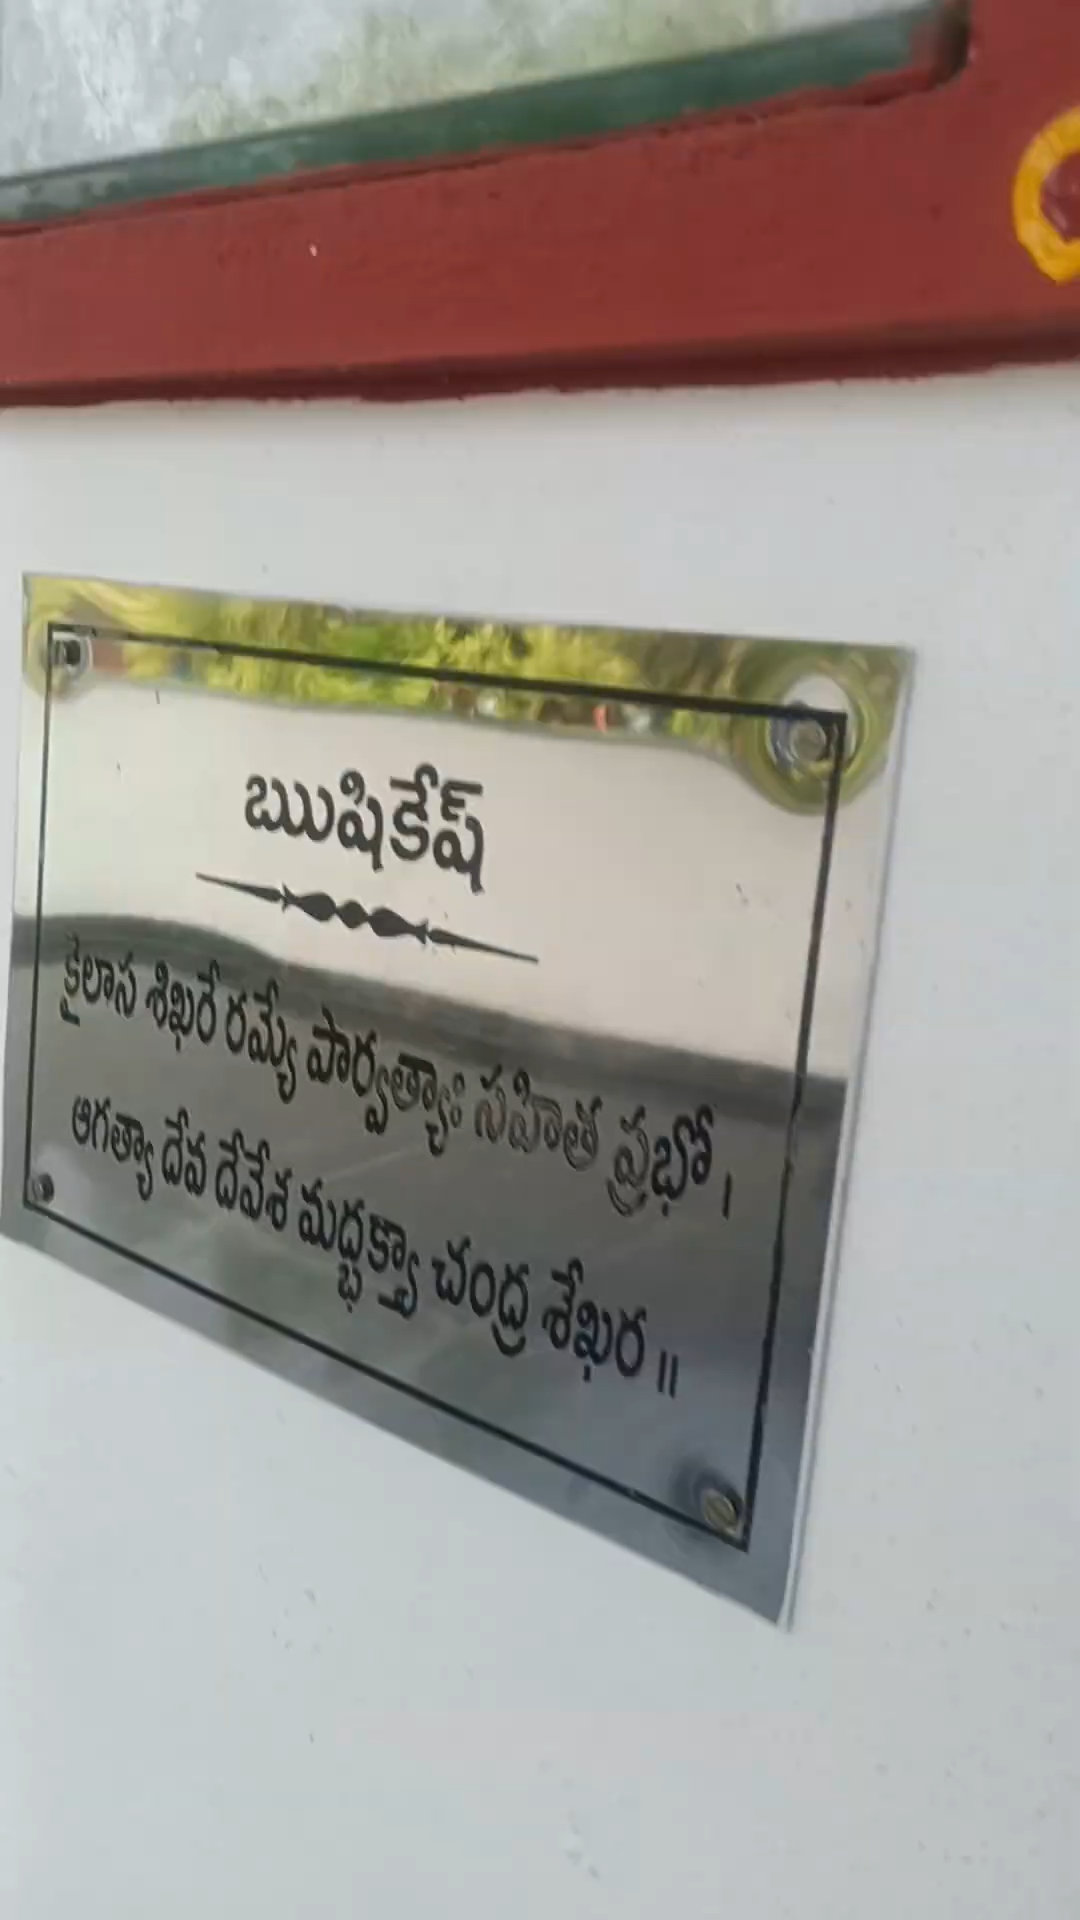 ఋషికేష్
కైలాస శిఖరే రమ్యే పార్వత్యాః సహిత ప్రభో ।
ఆగత్యా దేవ దేవేశ మద్భక్త్యా చంద్ర శేఖర ॥